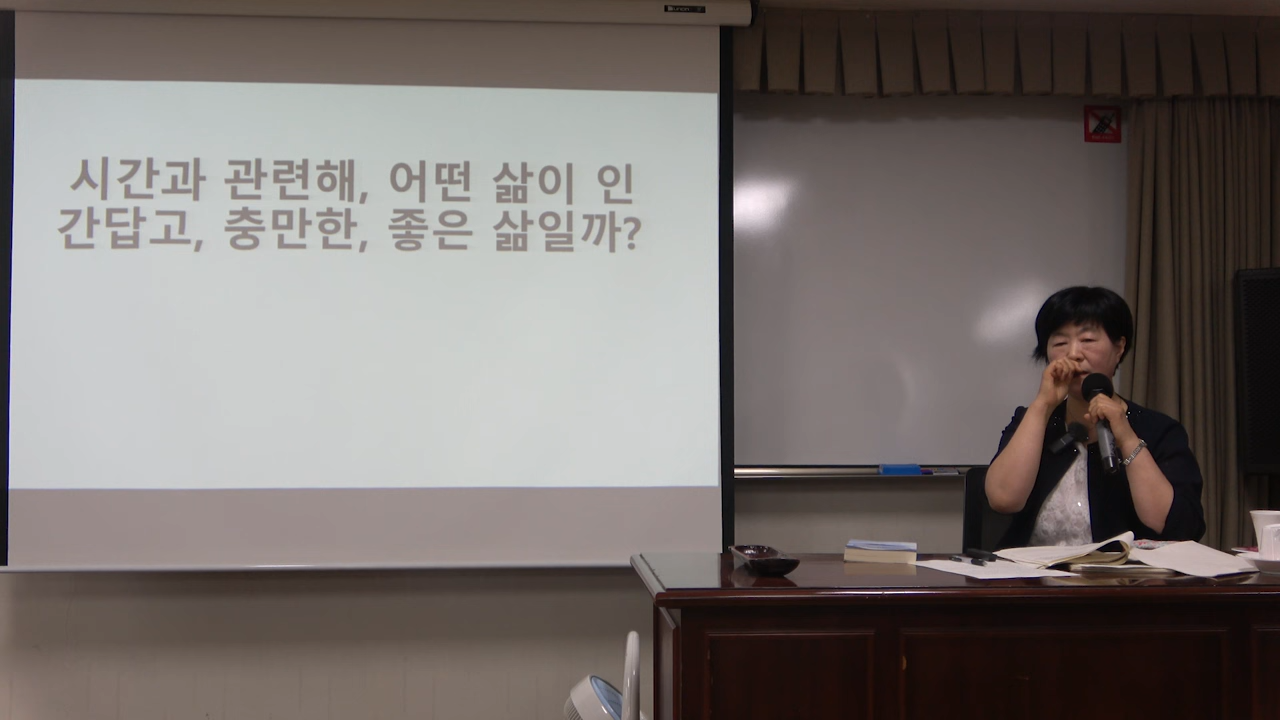 시간과 관련해, 어떤 삶이 인
간답고, 충만한, 좋은 삶일까?